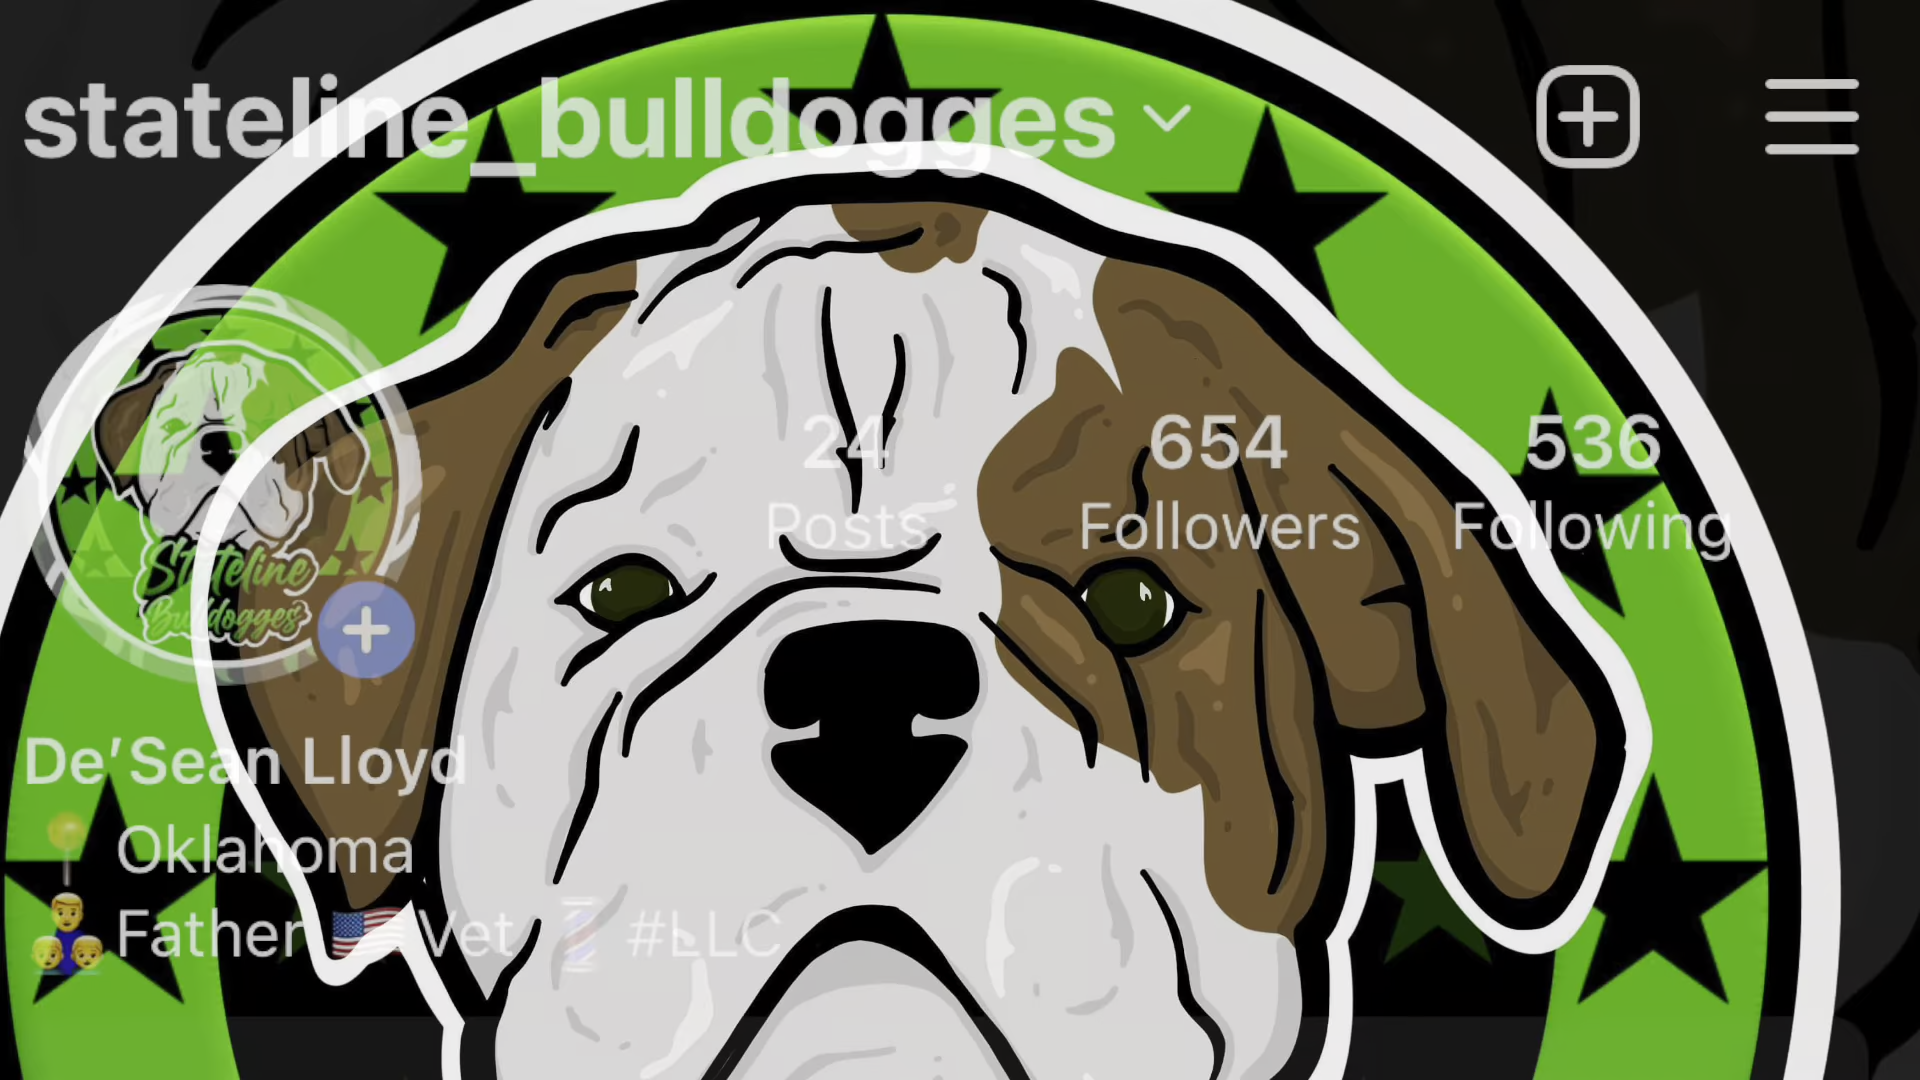 stateline_bulldogges
24 654 536
Posts Followers Following
Stateline
Bulldogges
De'Sean Lloyd
Oklahoma
Father Vet #LLC